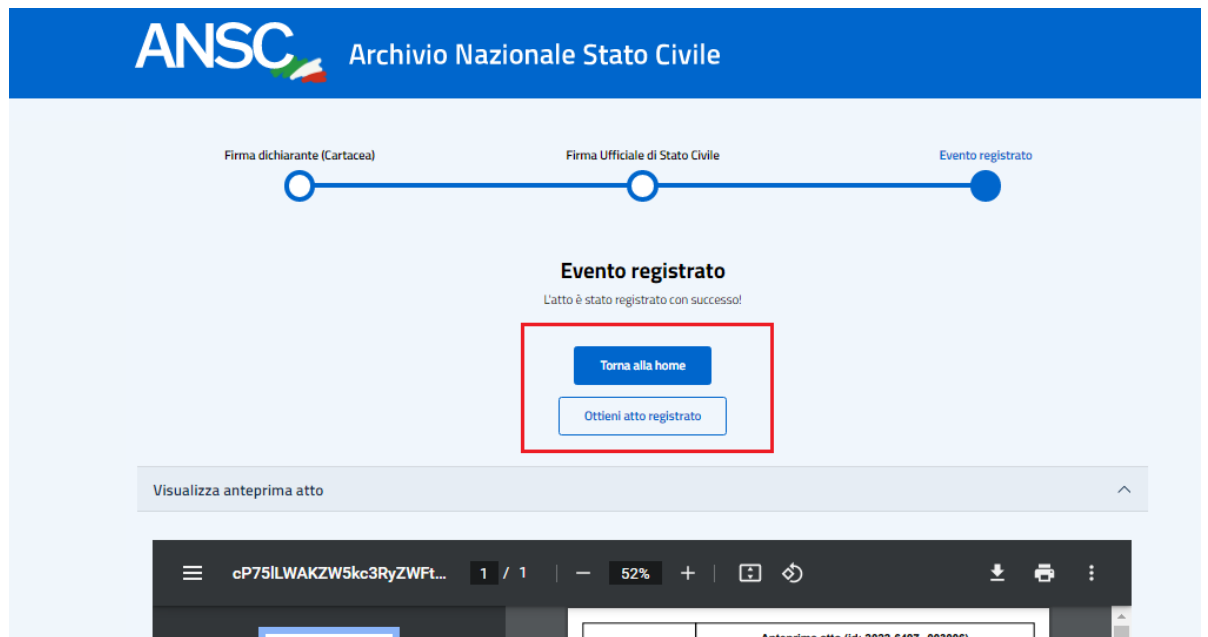 ANSC Archivio Nazionale Stato Civile
Firma dichiarante (Cartacea) Firma Ufficiale di Stato Civile Evento registrato
Evento registrato
L'atto è stato registrato con successo!
Torna alla home
Ottieni atto registrato
Visualizza anteprima atto
cP75lLWAKZW5kc3RyZWFt... 1 / 1 52%